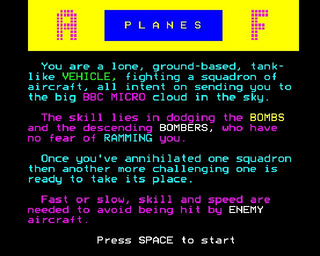 A PLANES F
You are a lone, ground-based, tank-
like VEHICLE, fighting a squadron of
aircraft, all intent on sending you to
the big BBC MICRO cloud in the sky.
The skill lies in dodging the BOMBS
and the descending BOMBERS, who have
no fear of RAMMING you.
Once you've annihilated one squadron
then another more challenging one is
ready to take its place.
Fast or slow, skill and speed are
needed to avoid being hit by ENEMY
aircraft.
Press SPACE to start